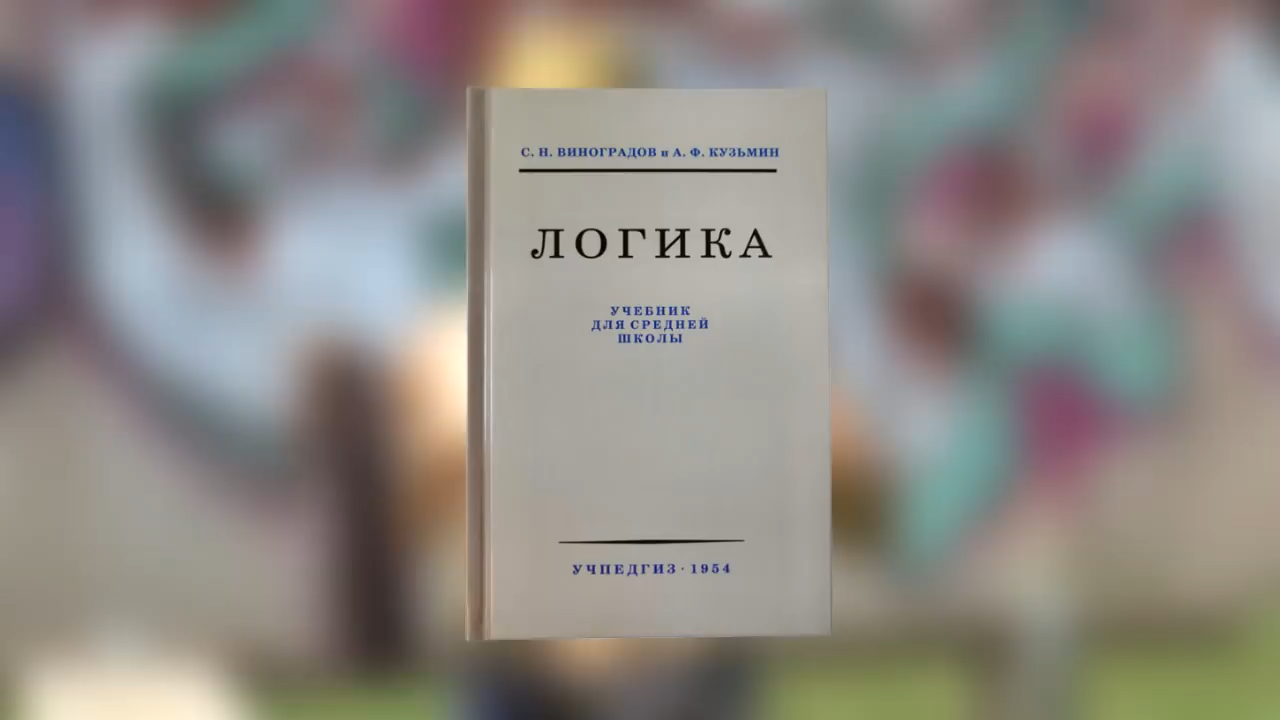 С. Н. ВИНОГРАДОВ и А. Ф. КУЗЬМИН
ЛОГИКА
УЧЕБНИК
ДЛЯ СРЕДНЕЙ
ШКОЛЫ
УЧПЕДГИЗ · 1954